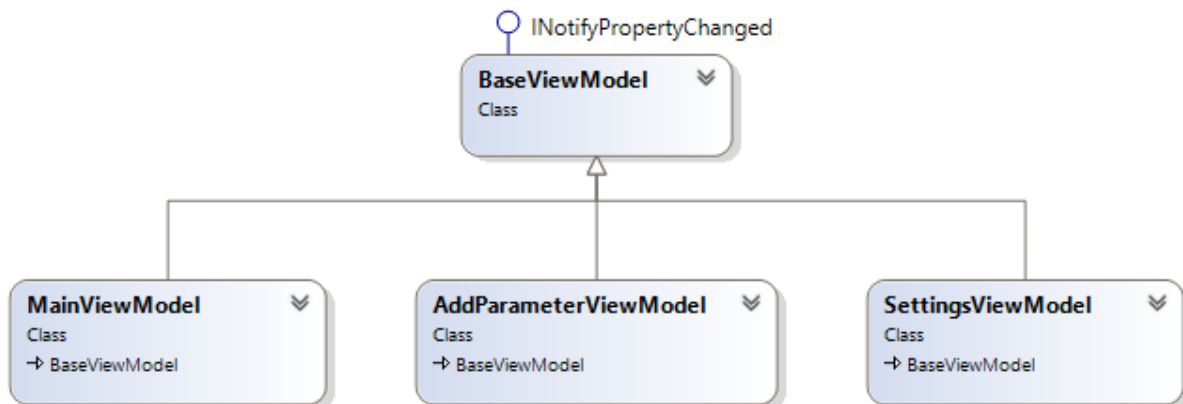 INotifyPropertyChanged
BaseViewModel
Class
MainViewModel
Class
BaseViewModel
AddParameterViewModel
Class
BaseViewModel
SettingsViewModel
Class
BaseViewModel